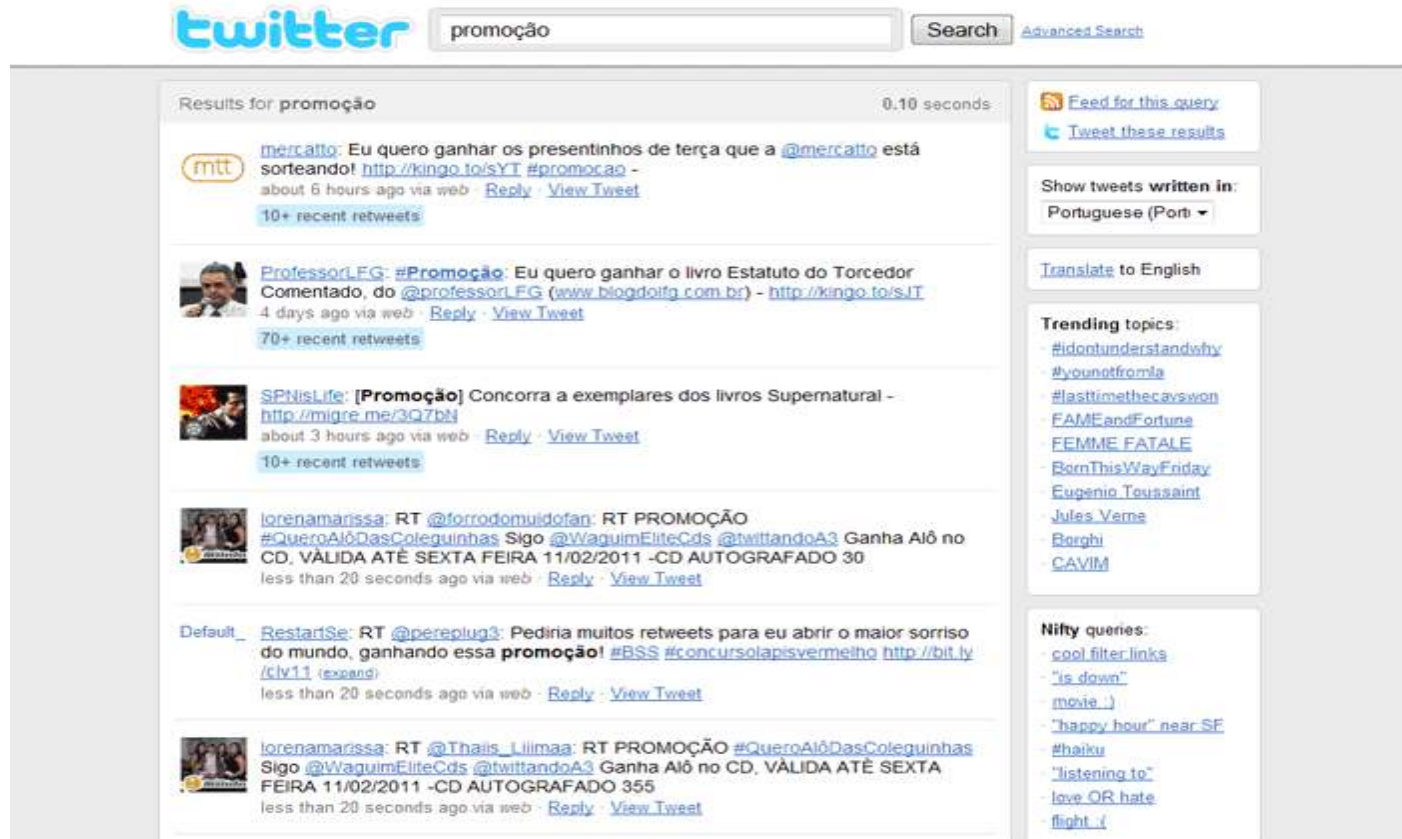 twitter
promoção
Search
Advanced Search
Results for promoção
0.10 seconds
mtt
mercatto: Eu quero ganhar os presentinhos de terça que a @mercatto está
sorteando! http://kingo.to/sYT #promocao -
about 6 hours ago via web · Reply · View Tweet
10+ recent retweets
ProfessorLFG: #Promoção: Eu quero ganhar o livro Estatuto do Torcedor
Comentado, do @professorLFG (www.blogdolfg.com.br) - http://kingo.to/sJT
4 days ago via web · Reply · View Tweet
70+ recent retweets
SPNisLife: [Promoção] Concorra a exemplares dos livros Supernatural -
http://migre.me/3Q7bN
about 3 hours ago via web · Reply · View Tweet
10+ recent retweets
lorenamarissa: RT @forrodomuidofan: RT PROMOÇÃO
#QueroAlôDasColeguinhas Sigo @WaguimEliteCds @twittandoA3 Ganha Alô no
CD, VÀLIDA ATÈ SEXTA FEIRA 11/02/2011 -CD AUTOGRAFADO 30
less than 20 seconds ago via web · Reply · View Tweet
Default_
RestartSe: RT @pereplug3: Pediria muitos retweets para eu abrir o maior sorriso
do mundo, ganhando essa promoção! #BSS #concursolapisvermelho http://bit.ly
/clv11 (expand)
less than 20 seconds ago via web · Reply · View Tweet
lorenamarissa: RT @Thaiis_Liiimaa: RT PROMOÇÃO #QueroAlôDasColeguinhas
Sigo @WaguimEliteCds @twittandoA3 Ganha Alô no CD, VÀLIDA ATÈ SEXTA
FEIRA 11/02/2011 -CD AUTOGRAFADO 355
less than 20 seconds ago via web · Reply · View Tweet
Feed for this query
Tweet these results
Show tweets written in:
Portuguese (Port
Translate to English
Trending topics:
· #idontunderstandwhy
· #younotfromla
· #lasttimethecavswon
· FAMEandFortune
· FEMME FATALE
· BornThisWayFriday
· Eugenio Toussaint
· Jules Verne
· Borghi
· CAVIM
Nifty queries:
· cool filter:links
· "is down"
· movie :)
· "happy hour" near SF
· #haiku
· "listening to"
· love OR hate
· flight :(